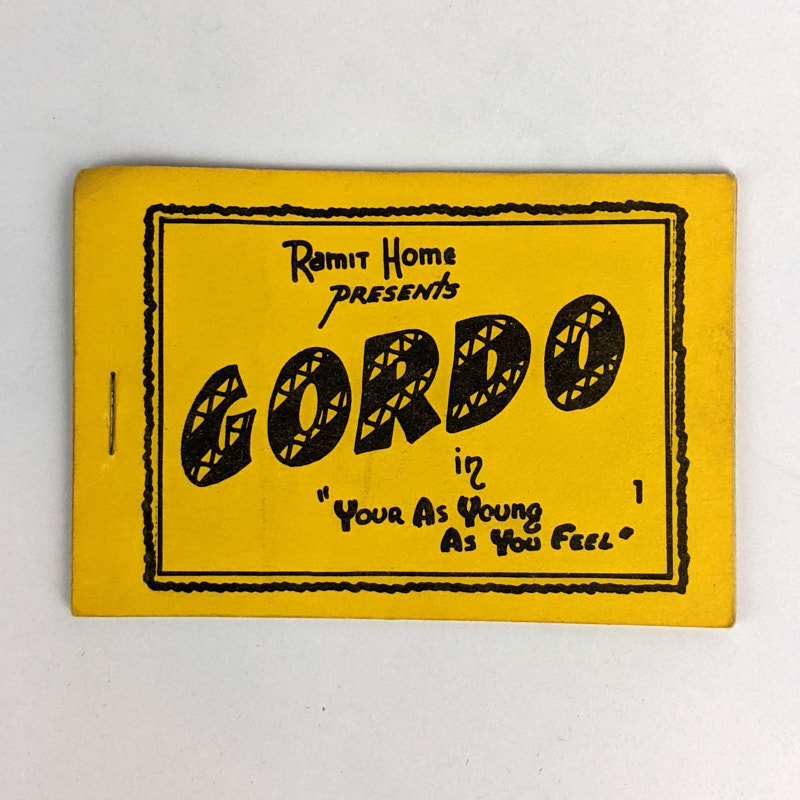 Ramit Home
Presents
GORDO
in
"Your As Young
As You Feel"
1